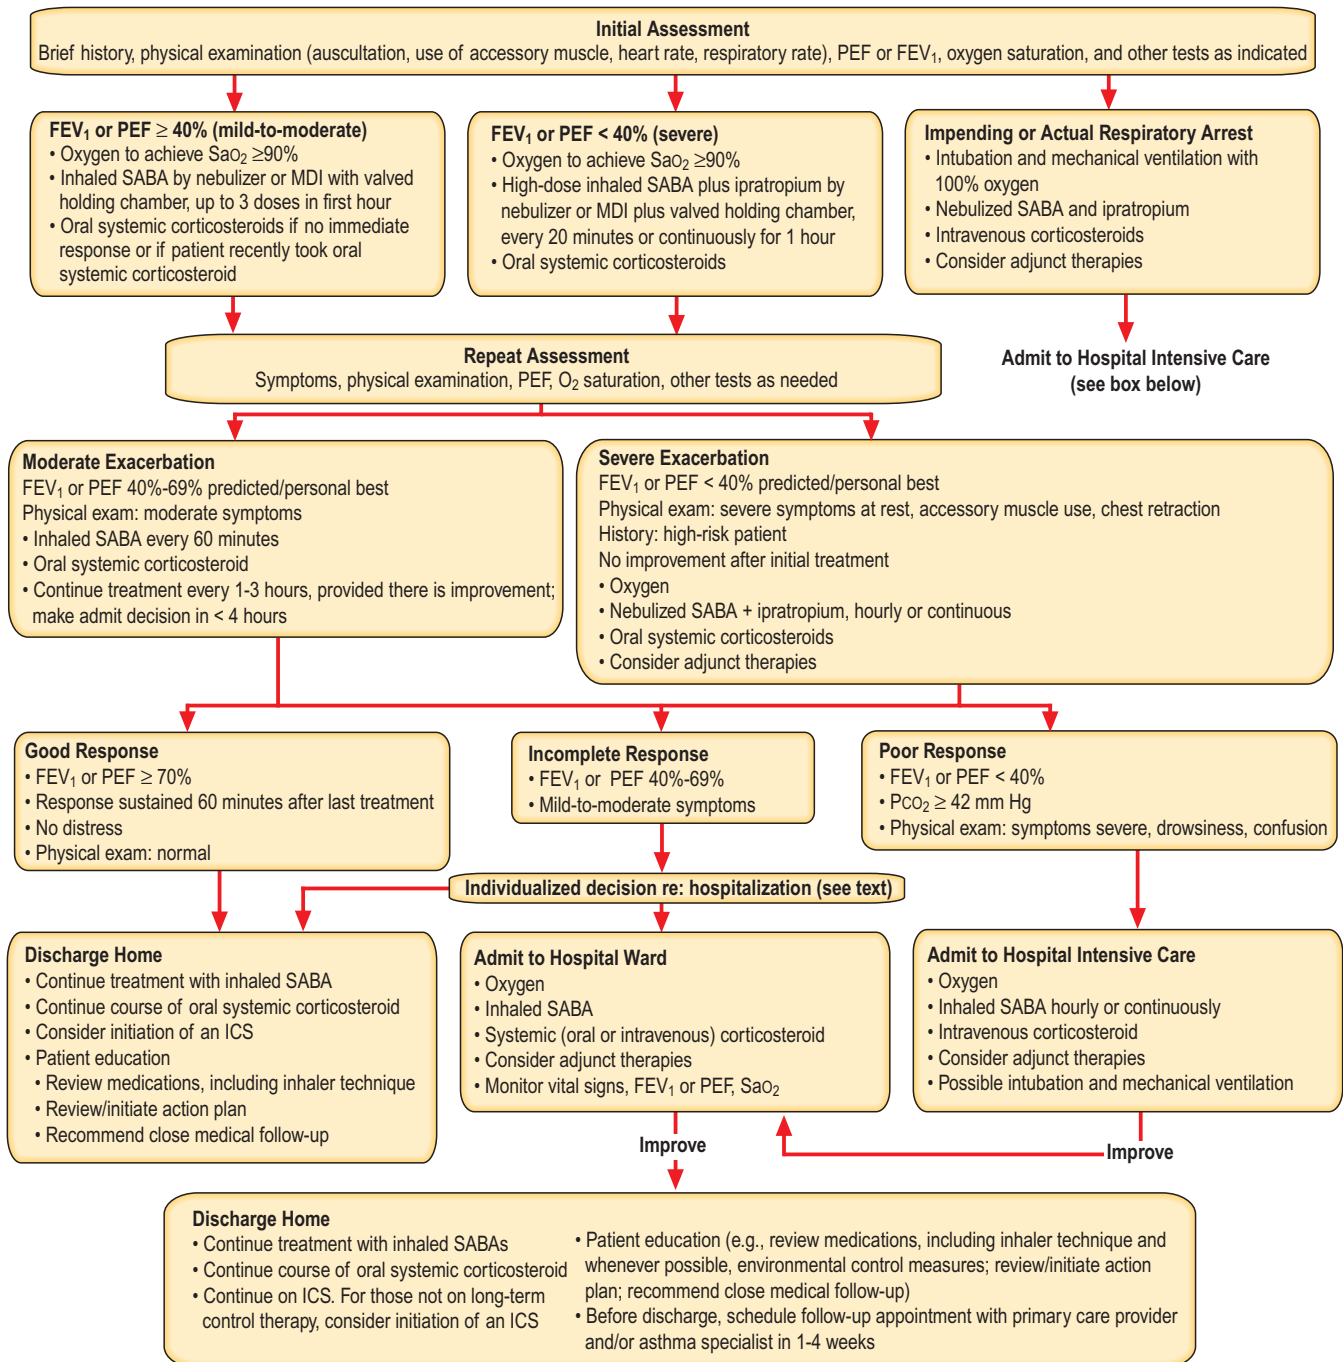 Initial Assessment
Brief history, physical examination (auscultation, use of accessory muscle, heart rate, respiratory rate), PEF or FEV₁, oxygen saturation, and other tests as indicated
FEV₁ or PEF ≥ 40% (mild-to-moderate)
• Oxygen to achieve SaO₂ ≥90%
• Inhaled SABA by nebulizer or MDI with valved
holding chamber, up to 3 doses in first hour
• Oral systemic corticosteroids if no immediate
response or if patient recently took oral
systemic corticosteroid
FEV₁ or PEF < 40% (severe)
• Oxygen to achieve SaO₂ ≥90%
• High-dose inhaled SABA plus ipratropium by
nebulizer or MDI plus valved holding chamber,
every 20 minutes or continuously for 1 hour
• Oral systemic corticosteroids
Impending or Actual Respiratory Arrest
• Intubation and mechanical ventilation with
100% oxygen
• Nebulized SABA and ipratropium
• Intravenous corticosteroids
• Consider adjunct therapies
Repeat Assessment
Symptoms, physical examination, PEF, O₂ saturation, other tests as needed
Admit to Hospital Intensive Care
(see box below)
Moderate Exacerbation
FEV₁ or PEF 40%-69% predicted/personal best
Physical exam: moderate symptoms
• Inhaled SABA every 60 minutes
• Oral systemic corticosteroid
• Continue treatment every 1-3 hours, provided there is improvement;
make admit decision in < 4 hours
Severe Exacerbation
FEV₁ or PEF < 40% predicted/personal best
Physical exam: severe symptoms at rest, accessory muscle use, chest retraction
History: high-risk patient
No improvement after initial treatment
• Oxygen
• Nebulized SABA + ipratropium, hourly or continuous
• Oral systemic corticosteroids
• Consider adjunct therapies
Good Response
• FEV₁ or PEF ≥ 70%
• Response sustained 60 minutes after last treatment
• No distress
• Physical exam: normal
Incomplete Response
• FEV₁ or PEF 40%-69%
• Mild-to-moderate symptoms
Poor Response
• FEV₁ or PEF < 40%
• PCO₂ ≥ 42 mm Hg
• Physical exam: symptoms severe, drowsiness, confusion
Individualized decision re: hospitalization (see text)
Discharge Home
• Continue treatment with inhaled SABA
• Continue course of oral systemic corticosteroid
• Consider initiation of an ICS
• Patient education
• Review medications, including inhaler technique
• Review/initiate action plan
• Recommend close medical follow-up
Admit to Hospital Ward
• Oxygen
• Inhaled SABA
• Systemic (oral or intravenous) corticosteroid
• Consider adjunct therapies
• Monitor vital signs, FEV₁ or PEF, SaO₂
Admit to Hospital Intensive Care
• Oxygen
• Inhaled SABA hourly or continuously
• Intravenous corticosteroid
• Consider adjunct therapies
• Possible intubation and mechanical ventilation
Improve
Improve
Discharge Home
• Continue treatment with inhaled SABAs
• Continue course of oral systemic corticosteroid
• Continue on ICS. For those not on long-term
control therapy, consider initiation of an ICS
• Patient education (e.g., review medications, including inhaler technique and
whenever possible, environmental control measures; review/initiate action
plan; recommend close medical follow-up)
• Before discharge, schedule follow-up appointment with primary care provider
and/or asthma specialist in 1-4 weeks